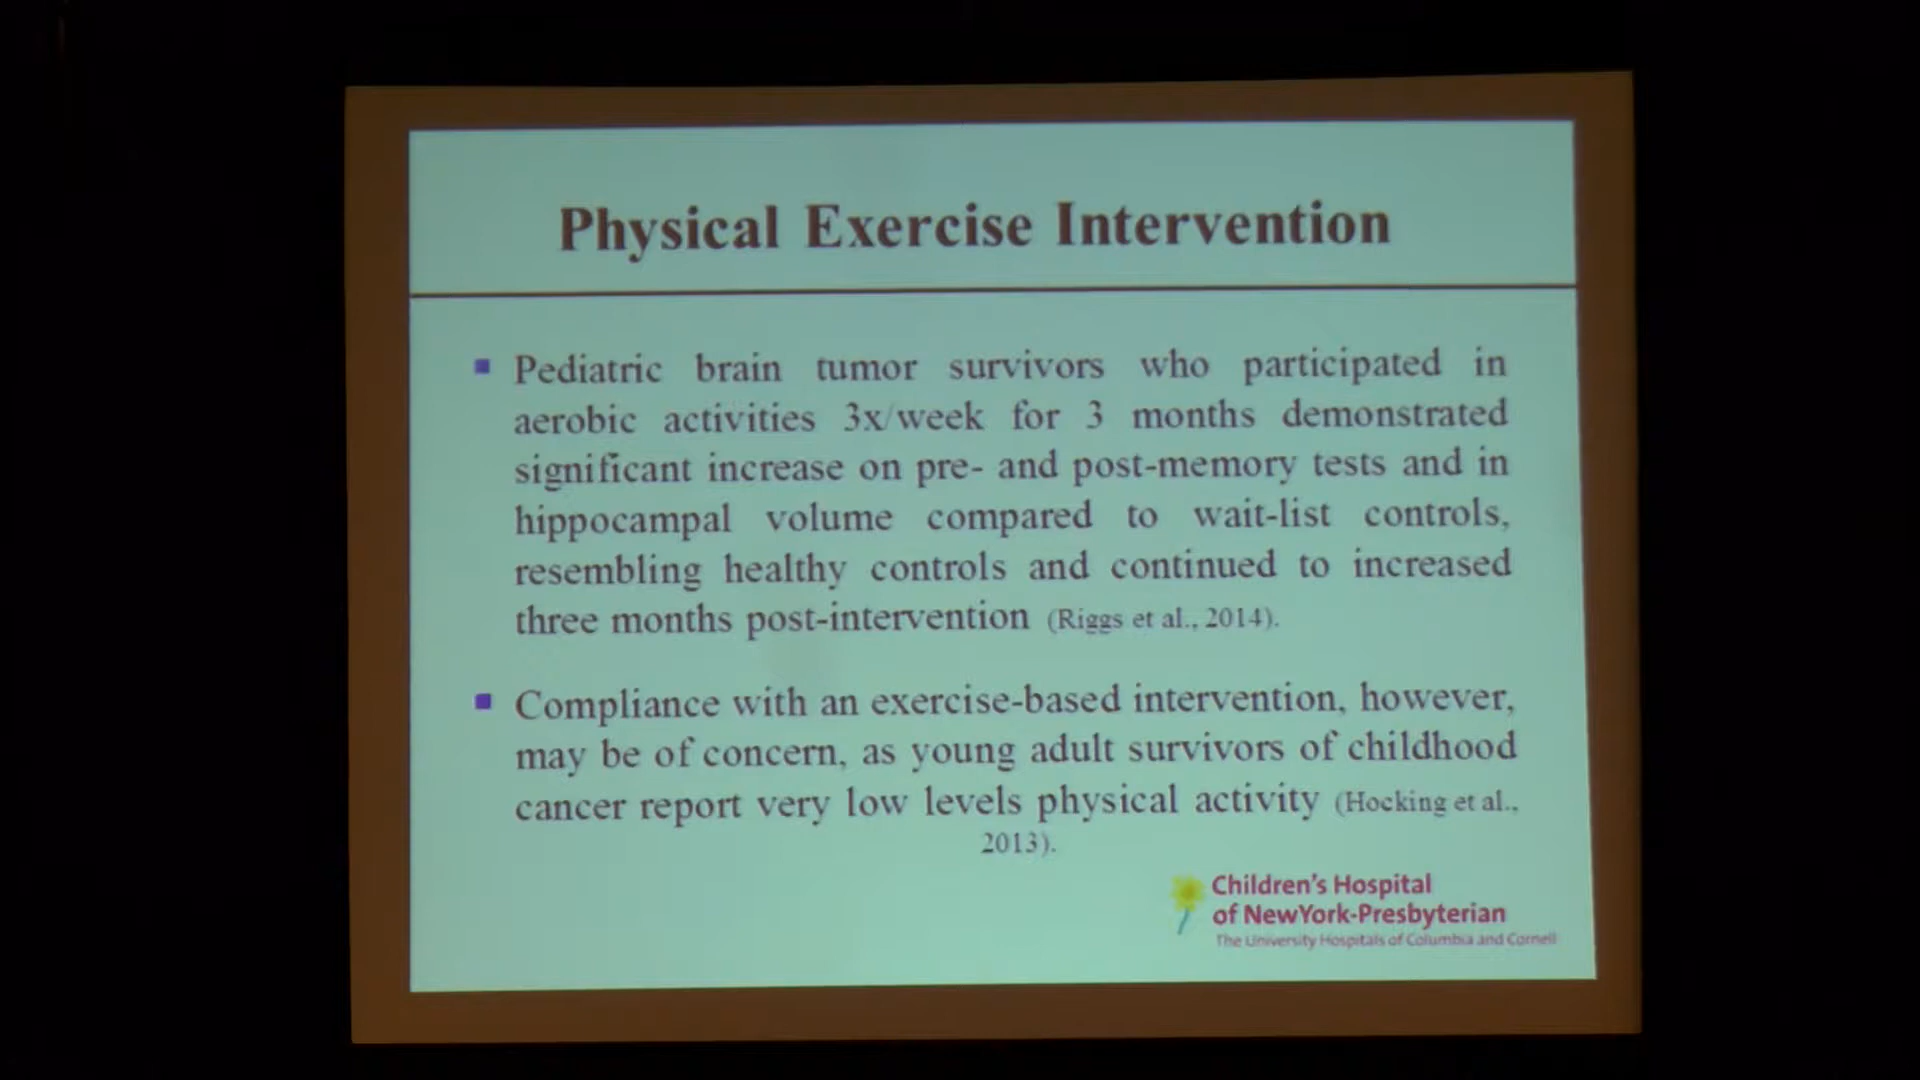 Physical Exercise Intervention
Pediatric brain tumor survivors who participated in
aerobic activities 3x/week for 3 months demonstrated
significant increase on pre- and post-memory tests and in
hippocampal volume compared to wait-list controls,
resembling healthy controls and continued to increased
three months post-intervention (Riggs et al., 2014).
Compliance with an exercise-based intervention, however,
may be of concern, as young adult survivors of childhood
cancer report very low levels physical activity (Hocking et al.,
2013).
Children's Hospital
of NewYork-Presbyterian
The University Hospitals of Columbia and Cornell